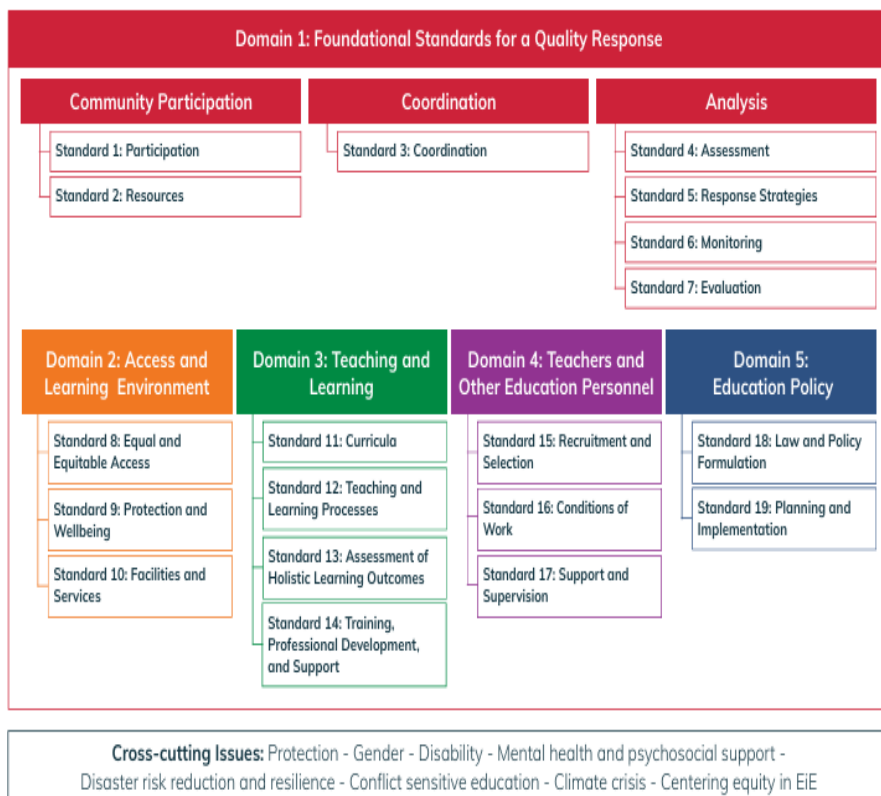 Domain 1: Foundational Standards for a Quality Response
Community Participation
Standard 1: Participation
Standard 2: Resources
Coordination
Standard 3: Coordination
Analysis
Standard 4: Assessment
Standard 5: Response Strategies
Standard 6: Monitoring
Standard 7: Evaluation
Domain 2: Access and
Learning Environment
Standard 8: Equal and
Equitable Access
Standard 9: Protection and
Wellbeing
Standard 10: Facilities and
Services
Domain 3: Teaching and
Learning
Standard 11: Curricula
Standard 12: Teaching and
Learning Processes
Standard 13: Assessment of
Holistic Learning Outcomes
Standard 14: Training,
Professional Development,
and Support
Domain 4: Teachers and
Other Education Personnel
Standard 15: Recruitment and
Selection
Standard 16: Conditions of
Work
Standard 17: Support and
Supervision
Domain 5:
Education Policy
Standard 18: Law and Policy
Formulation
Standard 19: Planning and
Implementation
Cross-cutting Issues: Protection - Gender - Disability - Mental health and psychosocial support -
Disaster risk reduction and resilience - Conflict sensitive education - Climate crisis - Centering equity in EiE